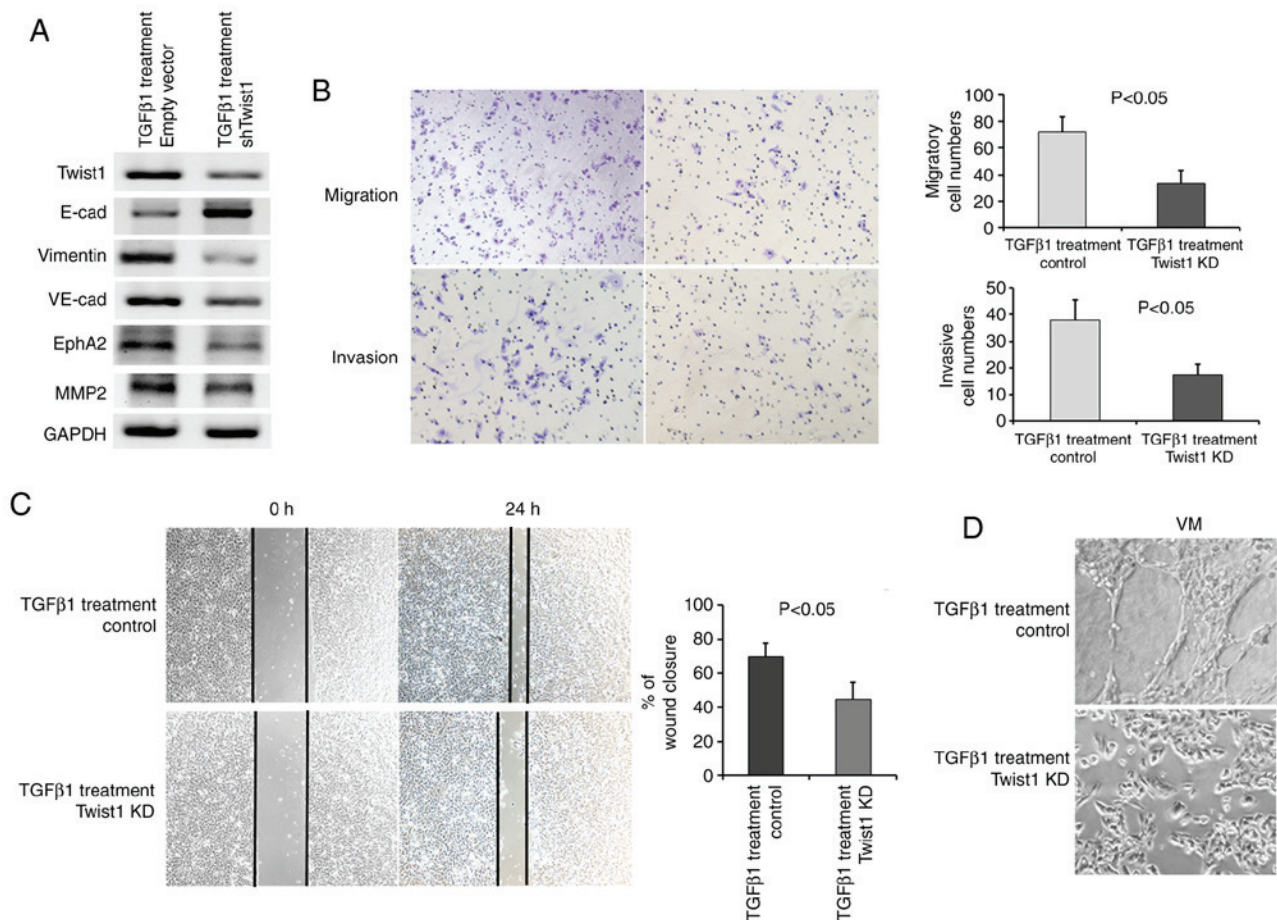 A
TGFβ1 treatment
Empty vector
TGFβ1 treatment
shTwist1
Twist1
E-cad
Vimentin
VE-cad
EphA2
MMP2
GAPDH
B
Migration
Invasion
Migratory
cell numbers
100
80
60
40
20
0
P<0.05
TGFβ1 treatment
control
TGFβ1 treatment
Twist1 KD
Invasive
cell numbers
50
40
30
20
10
0
P<0.05
TGFβ1 treatment
control
TGFβ1 treatment
Twist1 KD
C
0 h
24 h
TGFβ1 treatment
control
TGFβ1 treatment
Twist1 KD
% of
wound closure
100
80
60
40
20
0
P<0.05
TGFβ1 treatment
control
TGFβ1 treatment
Twist1 KD
D
VM
TGFβ1 treatment
control
TGFβ1 treatment
Twist1 KD